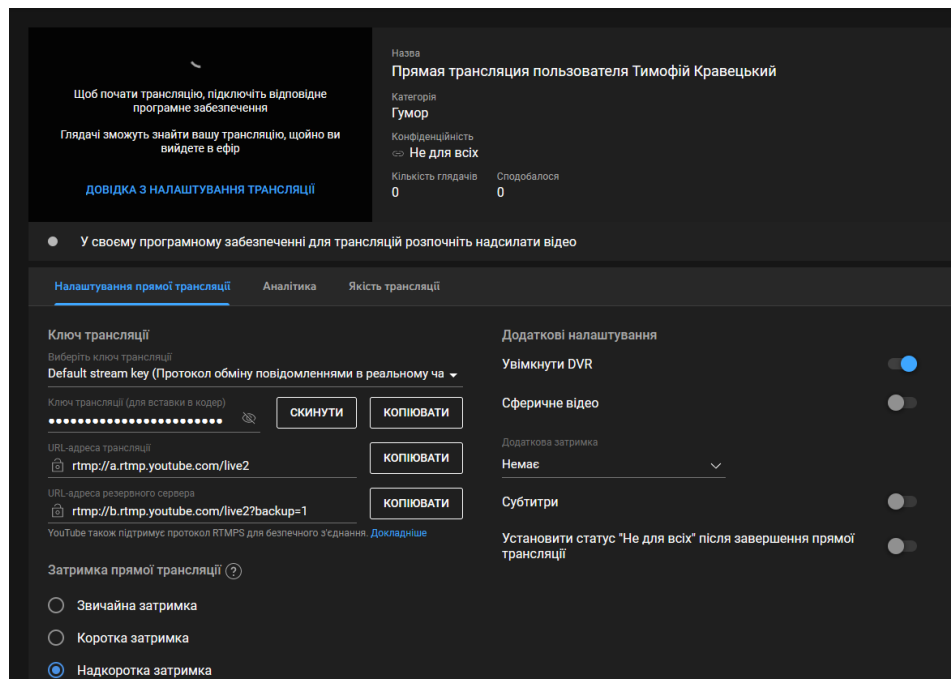 Щоб почати трансляцію, підключіть відповідне
програмне забезпечення
Глядачі зможуть знайти вашу трансляцію, щойно ви
вийдете в ефір
ДОВІДКА З НАЛАШТУВАННЯ ТРАНСЛЯЦІЇ
Назва
Прямая трансляция пользователя Тимофій Кравецький
Категорія
Гумор
Конфіденційність
Не для всіх
Кількість глядачів Сподобалося
0 0
У своєму програмному забезпеченні для трансляцій розпочніть надсилати відео
Налаштування прямої трансляції Аналітика Якість трансляції
Ключ трансляції
Виберіть ключ трансляції
Default stream key (Протокол обміну повідомленнями в реальному ча
Ключ трансляції (для вставки в кодер)
СКИНУТИ КОПІЮВАТИ
URL-адреса трансляції
rtmp://a.rtmp.youtube.com/live2 КОПІЮВАТИ
URL-адреса резервного сервера
rtmp://b.rtmp.youtube.com/live2?backup=1 КОПІЮВАТИ
YouTube також підтримує протокол RTMPS для безпечного з'єднання. Докладніше
Затримка прямої трансляції ?
Звичайна затримка
Коротка затримка
Надкоротка затримка
Додаткові налаштування
Увімкнути DVR
Сферичне відео
Додаткова затримка
Немає
Субтитри
Установити статус "Не для всіх" після завершення прямої
трансляції